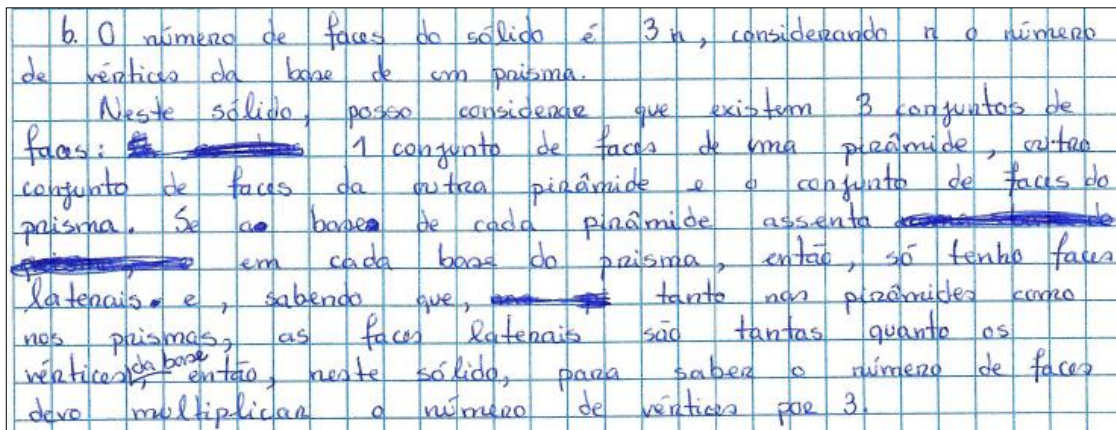 b. O número de faces do sólido é 3n, considerando n o número
de vértices da base de um prisma.
Neste sólido, posso considerar que existem 3 conjuntos de
faces: 1 conjunto de faces de uma pirâmide, outro
conjunto de faces da outra pirâmide e o conjunto de faces do
prisma. Se a base de cada pirâmide assenta
em cada base do prisma, então, só tenho faces
laterais e, sabendo que, tanto nas pirâmides como
nos prismas, as faces laterais são tantas quanto os
vértices da base, então, neste sólido, para saber o número de faces
devo multiplicar o número de vértices por 3.